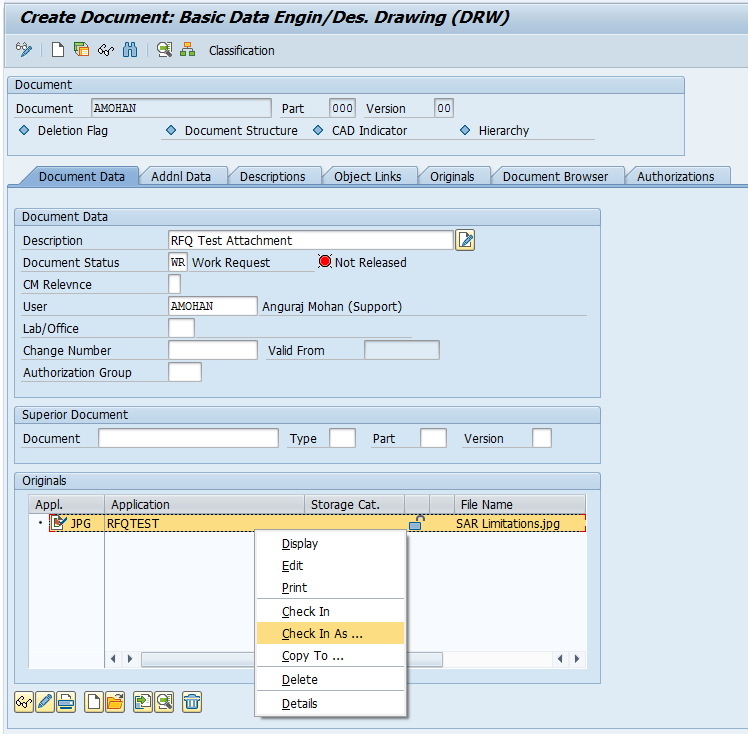 Create Document: Basic Data Engin/Des. Drawing (DRW)
Classification
Document
Document AMOHAN Part 000 Version 00
Deletion Flag Document Structure CAD Indicator Hierarchy
Document Data Addnl Data Descriptions Object Links Originals Document Browser Authorizations
Document Data
Description RFQ Test Attachment
Document Status WR Work Request Not Released
CM Relevnce
User AMOHAN Anguraj Mohan (Support)
Lab/Office
Change Number Valid From
Authorization Group
Superior Document
Document Type Part Version
Originals
Appl. Application Storage Cat. File Name
JPG RFQTEST SAR Limitations.jpg
Display
Edit
Print
Check In
Check In As ...
Copy To ...
Delete
Details